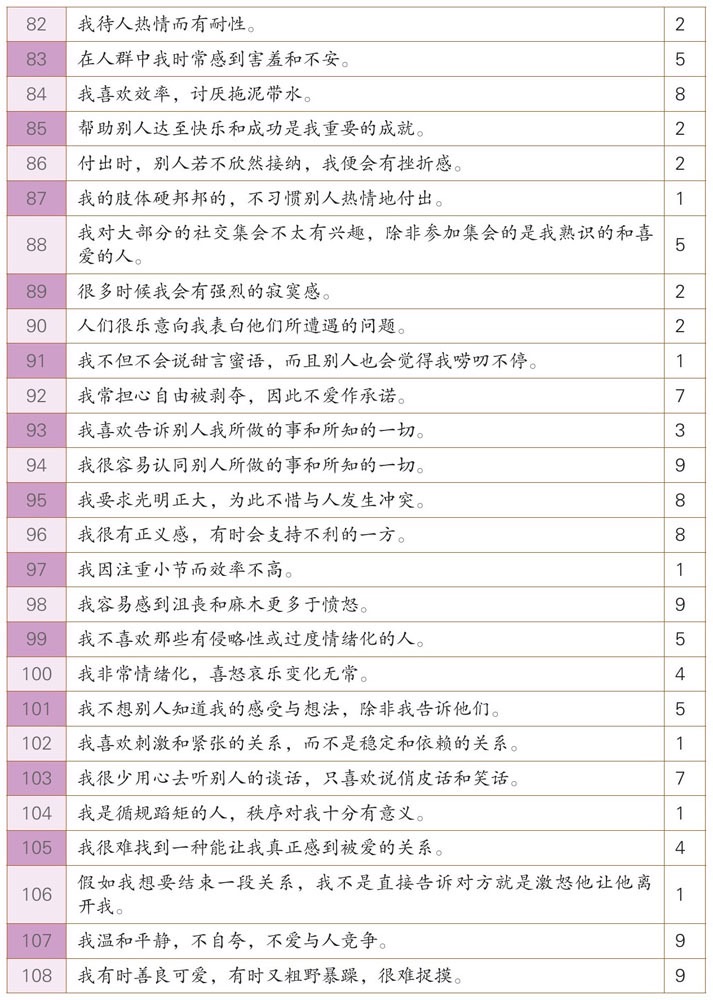 82 我待人热情而有耐性。 2
83 在人群中我时常感到害羞和不安。 5
84 我喜欢效率，讨厌拖泥带水。 8
85 帮助别人达至快乐和成功是我重要的成就。 2
86 付出时，别人若不欣然接纳，我便会有挫折感。 2
87 我的肢体硬邦邦的，不习惯别人热情地付出。 1
88 我对大部分的社交集会不太有兴趣，除非参加集会的是我熟识的和喜
爱的人。 5
89 很多时候我会有强烈的寂寞感。 2
90 人们很乐意向我表白他们所遭遇的问题。 2
91 我不但不会说甜言蜜语，而且别人也会觉得我唠叨不停。 1
92 我常担心自由被剥夺，因此不爱作承诺。 7
93 我喜欢告诉别人我所做的事和所知的一切。 3
94 我很容易认同别人所做的事和所知的一切。 9
95 我要求光明正大，为此不惜与人发生冲突。 8
96 我很有正义感，有时会支持不利的一方。 8
97 我因注重小节而效率不高。 1
98 我容易感到沮丧和麻木更多于愤怒。 9
99 我不喜欢那些有侵略性或过度情绪化的人。 5
100 我非常情绪化，喜怒哀乐变化无常。 4
101 我不想别人知道我的感受与想法，除非我告诉他们。 5
102 我喜欢刺激和紧张的关系，而不是稳定和依赖的关系。 1
103 我很少用心去听别人的谈话，只喜欢说俏皮话和笑话。 7
104 我是循规蹈矩的人，秩序对我十分有意义。 1
105 我很难找到一种能让我真正感到被爱的关系。 4
106 假如我想要结束一段关系，我不是直接告诉对方就是激怒他让他离
开我。 1
107 我温和平静，不自夸，不爱与人竞争。 9
108 我有时善良可爱，有时又粗野暴躁，很难捉摸。 9